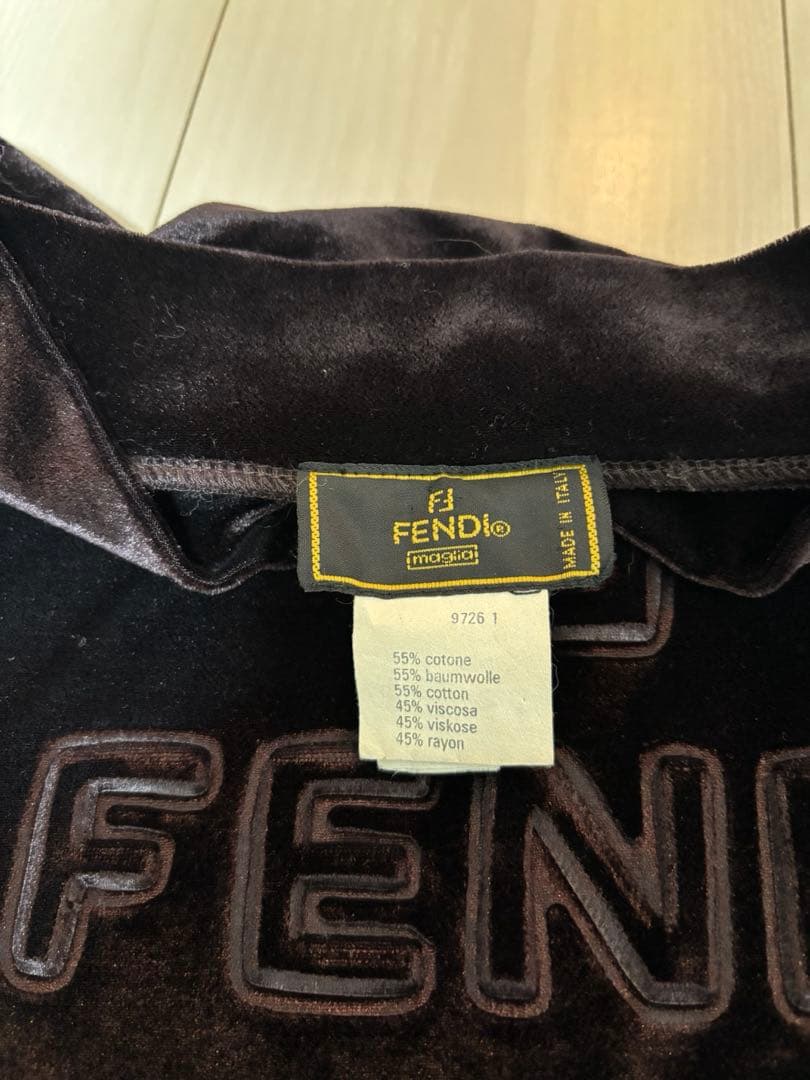 FENDI®
maglia
MADE IN ITALY
9726 1
55% cotone
55% baumwolle
55% cotton
45% viscosa
45% viskose
45% rayon
FEND